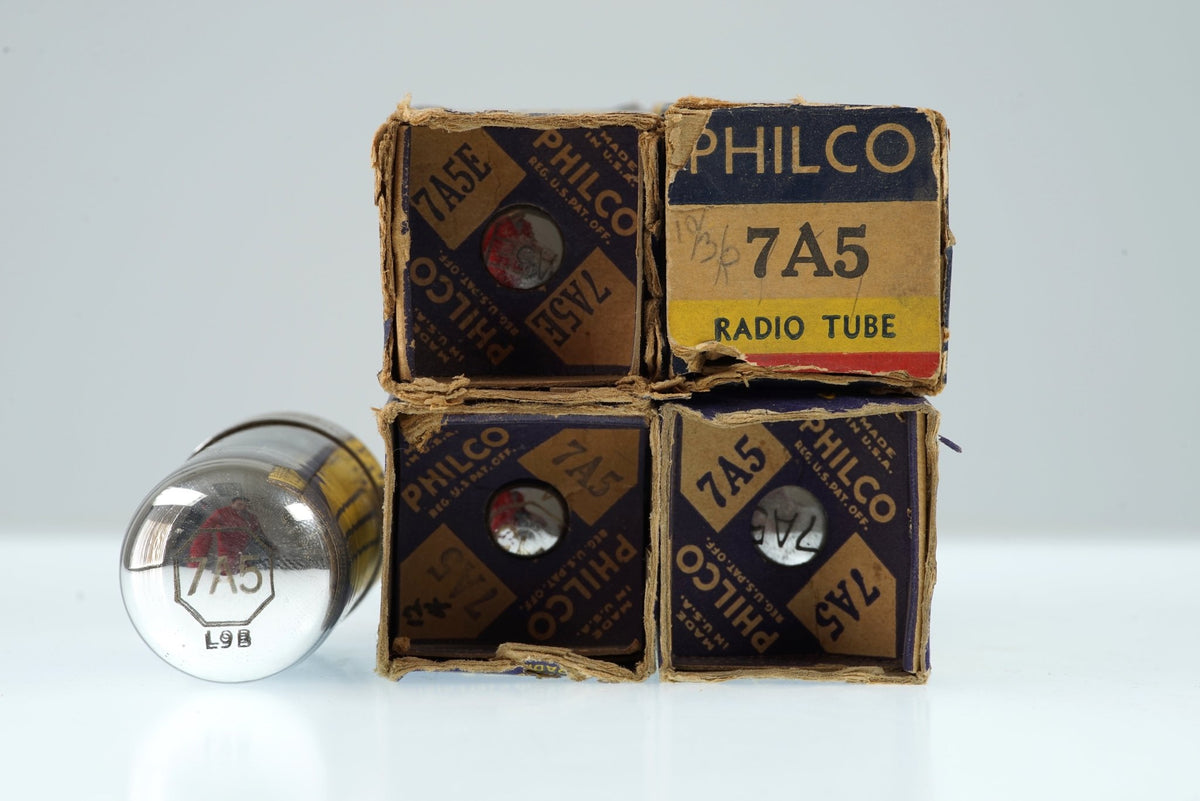 7A5E
MADE
IN U.S.A.
PHILCO
REG. U.S. PAT. OFF.
7A5E
PHILCO
REG. U.S. PAT. OFF.
MADE
IN U.S.A.
PHILCO
7A5
RADIO TUBE
7A5
L9B
PHILCO
REG. U.S. PAT. OFF.
IN U.S.A.
7A5
7A5
PHILCO
REG. U.S. PAT. OFF.
MADE
IN U.S.A.
7A5
MADE
IN U.S.A.
PHILCO
REG. U.S. PAT. OFF.
7A5
7A5
PHILCO
REG. U.S. PAT. OFF.
MADE
IN U.S.A.